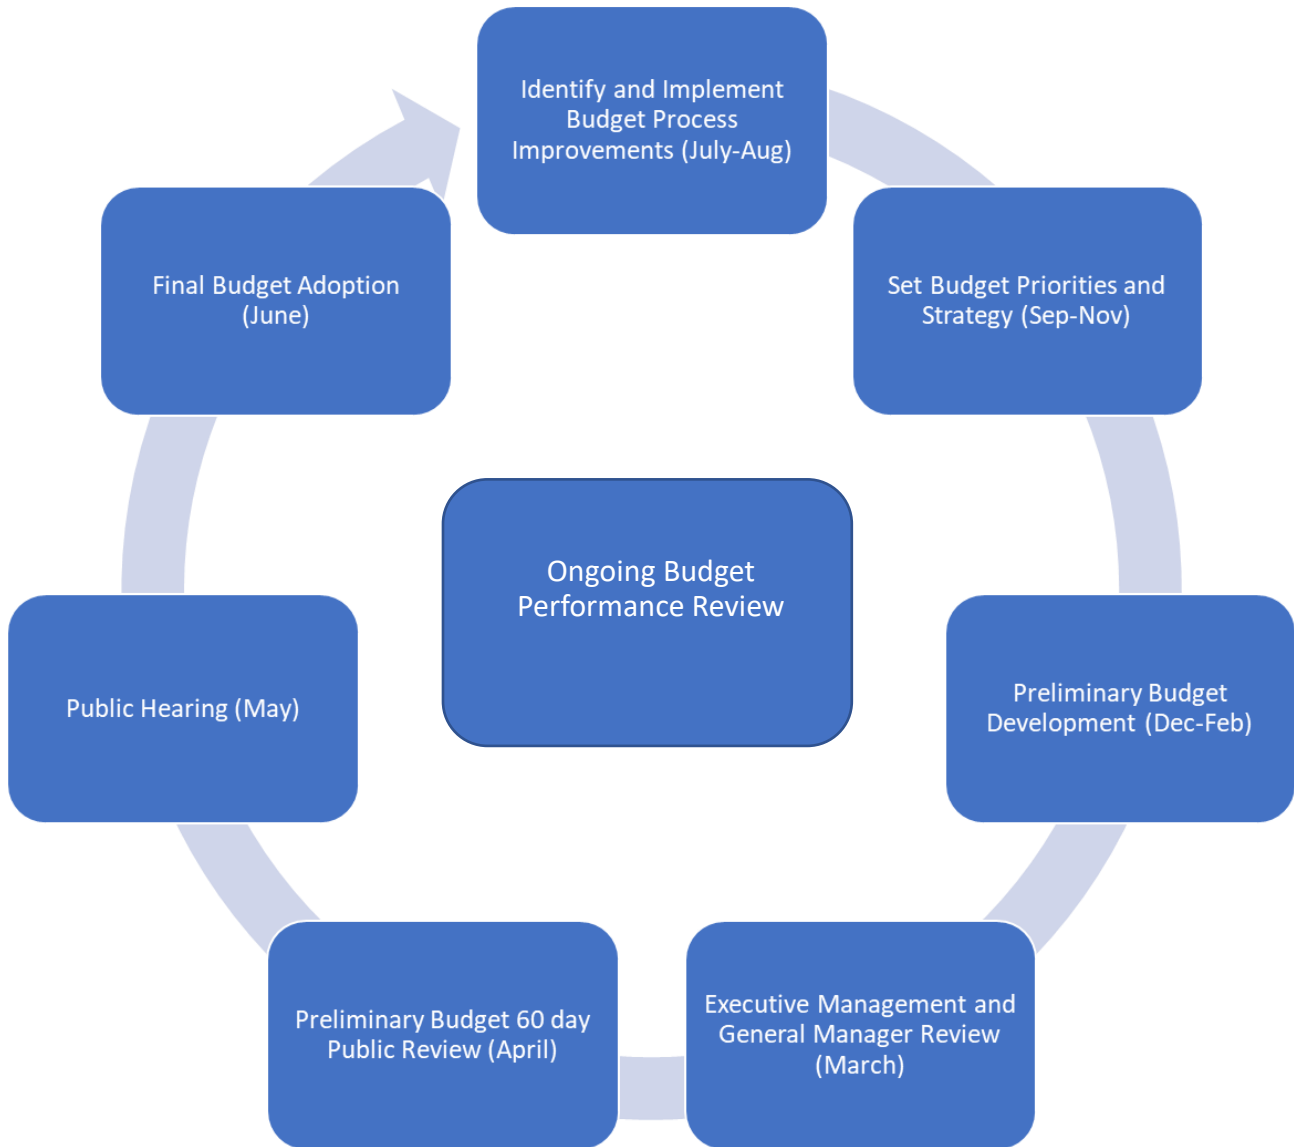 Identify and Implement
Budget Process
Improvements (July-Aug)
Set Budget Priorities and
Strategy (Sep-Nov)
Preliminary Budget
Development (Dec-Feb)
Executive Management and
General Manager Review
(March)
Preliminary Budget 60 day
Public Review (April)
Public Hearing (May)
Final Budget Adoption
(June)
Ongoing Budget
Performance Review